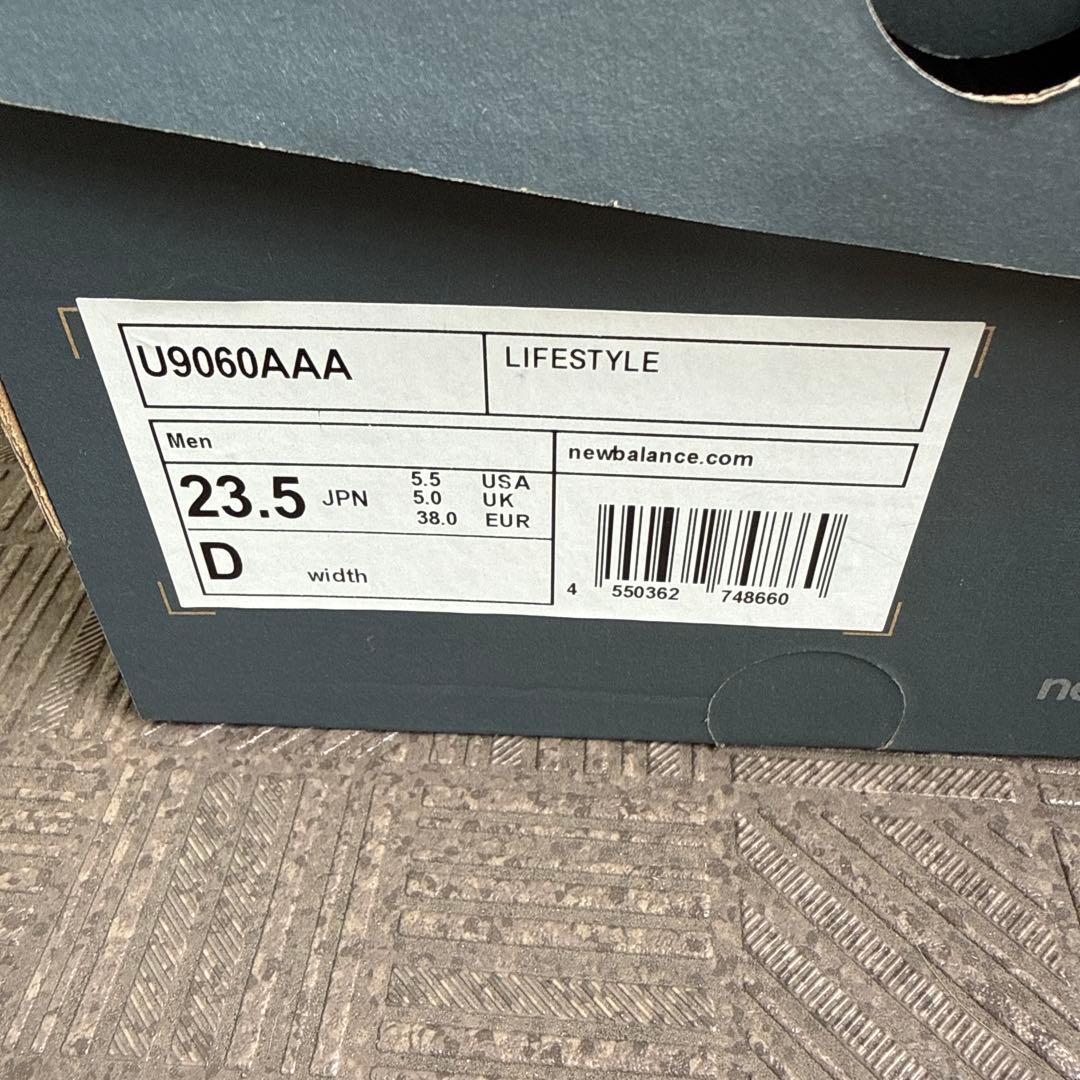 U9060AAA
LIFESTYLE
Men
newbalance.com
23.5 JPN
5.5 USA
5.0 UK
38.0 EUR
D width
4 550362 748660